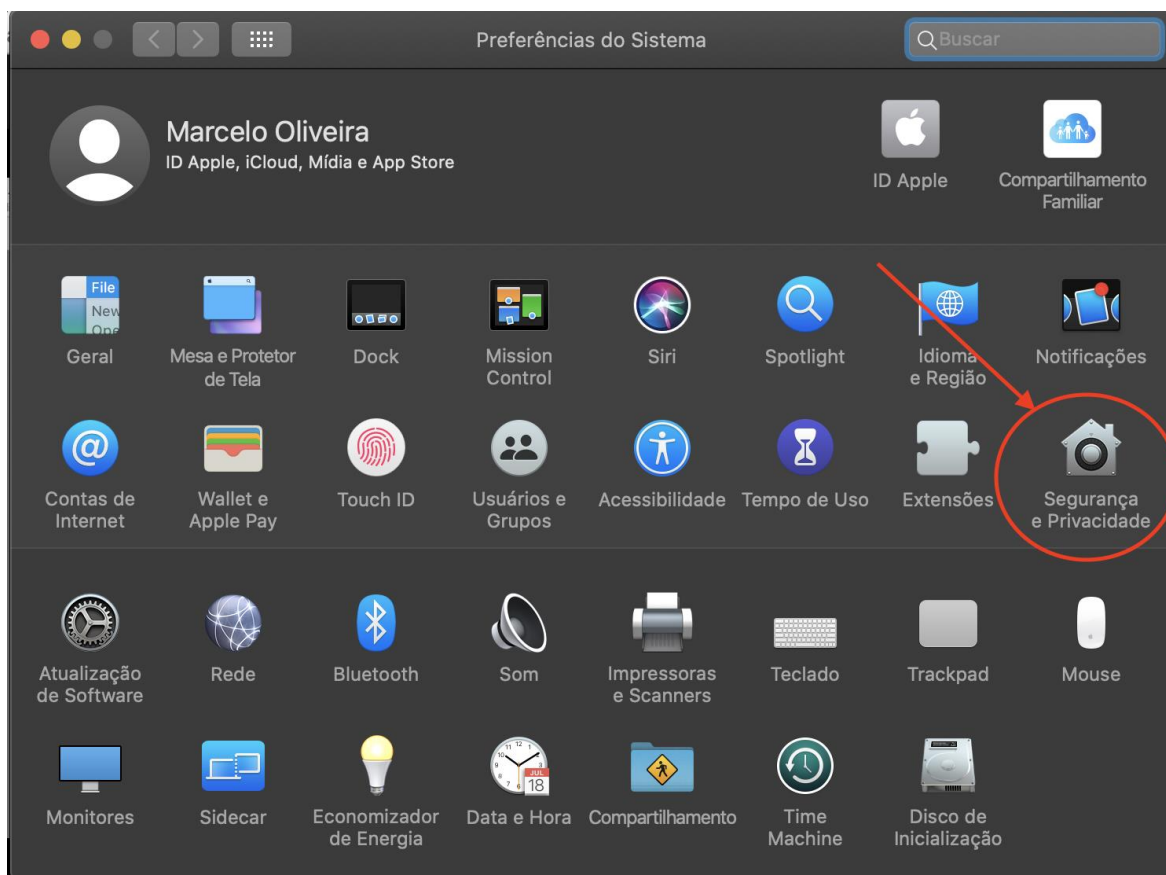 Preferências do Sistema
Buscar
Marcelo Oliveira
ID Apple, iCloud, Mídia e App Store
ID Apple
Compartilhamento
Familiar
File
New
Ope
Geral
Mesa e Protetor
de Tela
Dock
Mission
Control
Siri
Spotlight
Idioma
e Região
Notificações
Contas de
Internet
Wallet e
Apple Pay
Touch ID
Usuários e
Grupos
Acessibilidade
Tempo de Uso
Extensões
Segurança
e Privacidade
Atualização
de Software
Rede
Bluetooth
Som
Impressoras
e Scanners
Teclado
Trackpad
Mouse
Monitores
Sidecar
Economizador
de Energia
JUL
18
Data e Hora
Compartilhamento
Time
Machine
Disco de
Inicialização